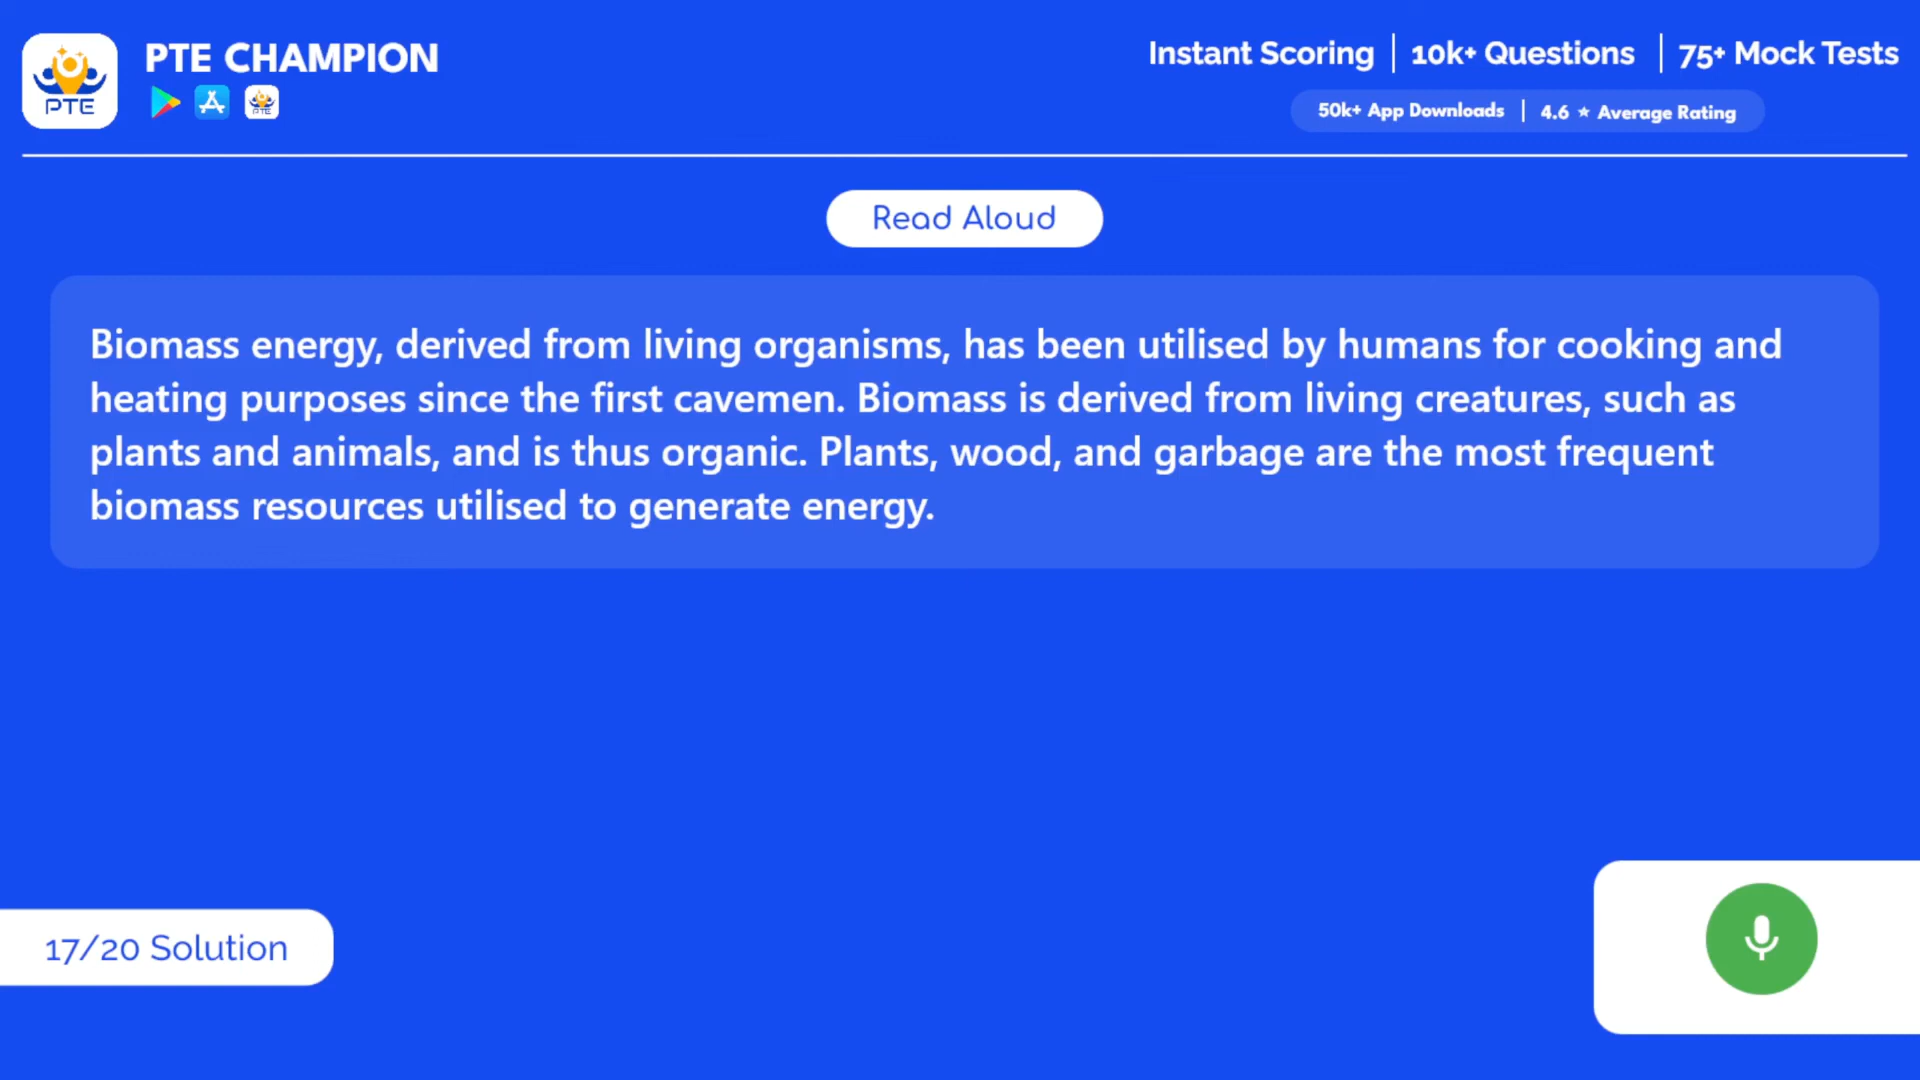 PTE CHAMPION
PTE
PTE
Instant Scoring | 10k+ Questions | 75+ Mock Tests
50k+ App Downloads | 4.6 ★ Average Rating
Read Aloud
Biomass energy, derived from living organisms, has been utilised by humans for cooking and
heating purposes since the first cavemen. Biomass is derived from living creatures, such as
plants and animals, and is thus organic. Plants, wood, and garbage are the most frequent
biomass resources utilised to generate energy.
17/20 Solution